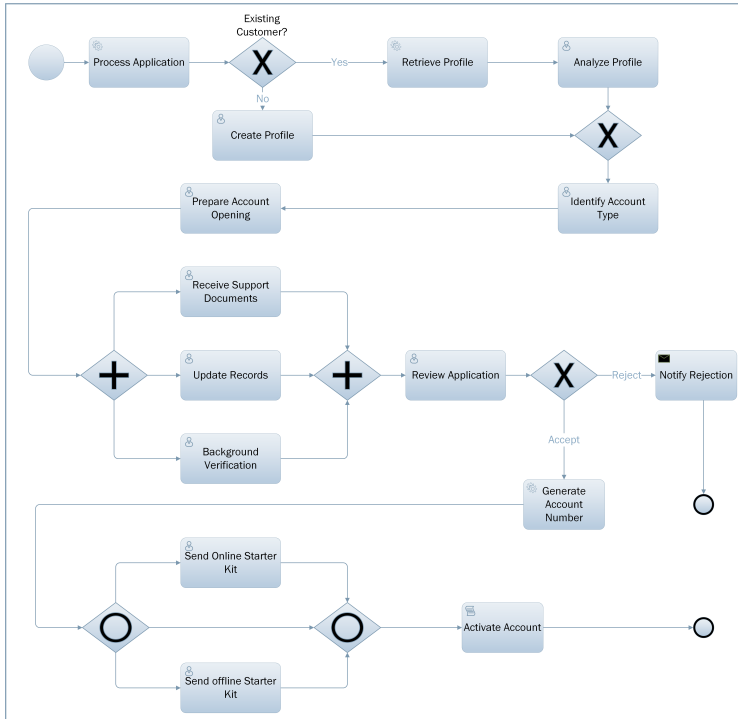 Existing
Customer?
Process Application
Yes
Retrieve Profile
Analyze Profile
No
Create Profile
Prepare Account
Opening
Identify Account
Type
Receive Support
Documents
Update Records
Review Application
Reject
Notify Rejection
Background
Verification
Accept
Generate
Account
Number
Send Online Starter
Kit
Activate Account
Send offline Starter
Kit